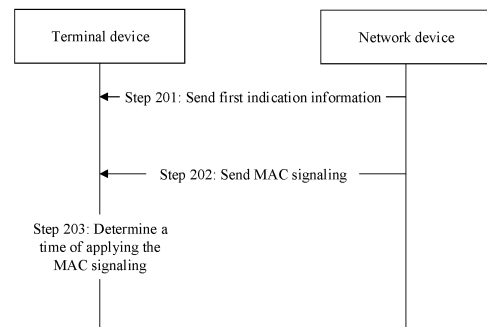 Terminal device
Network device
Step 201: Send first indication information
Step 202: Send MAC signaling
Step 203: Determine a
time of applying the
MAC signaling